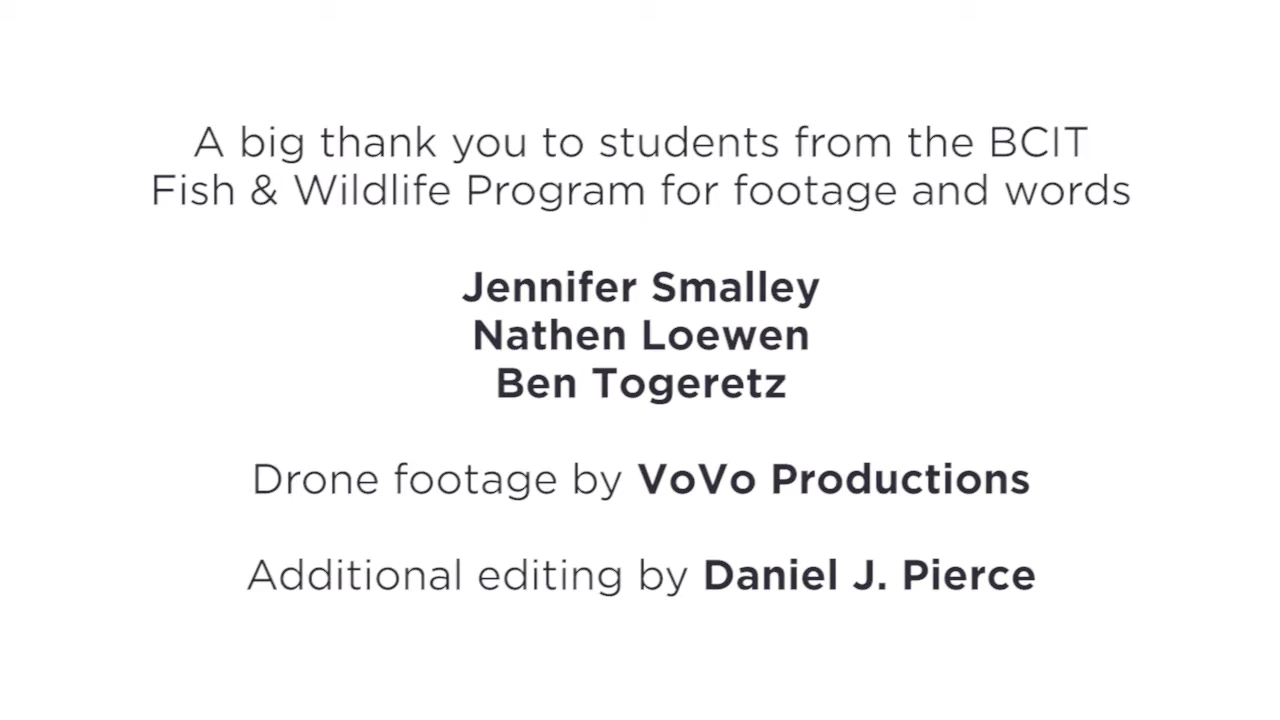 A big thank you to students from the BCIT
Fish & Wildlife Program for footage and words
Jennifer Smalley
Nathen Loewen
Ben Togeretz
Drone footage by VoVo Productions
Additional editing by Daniel J. Pierce